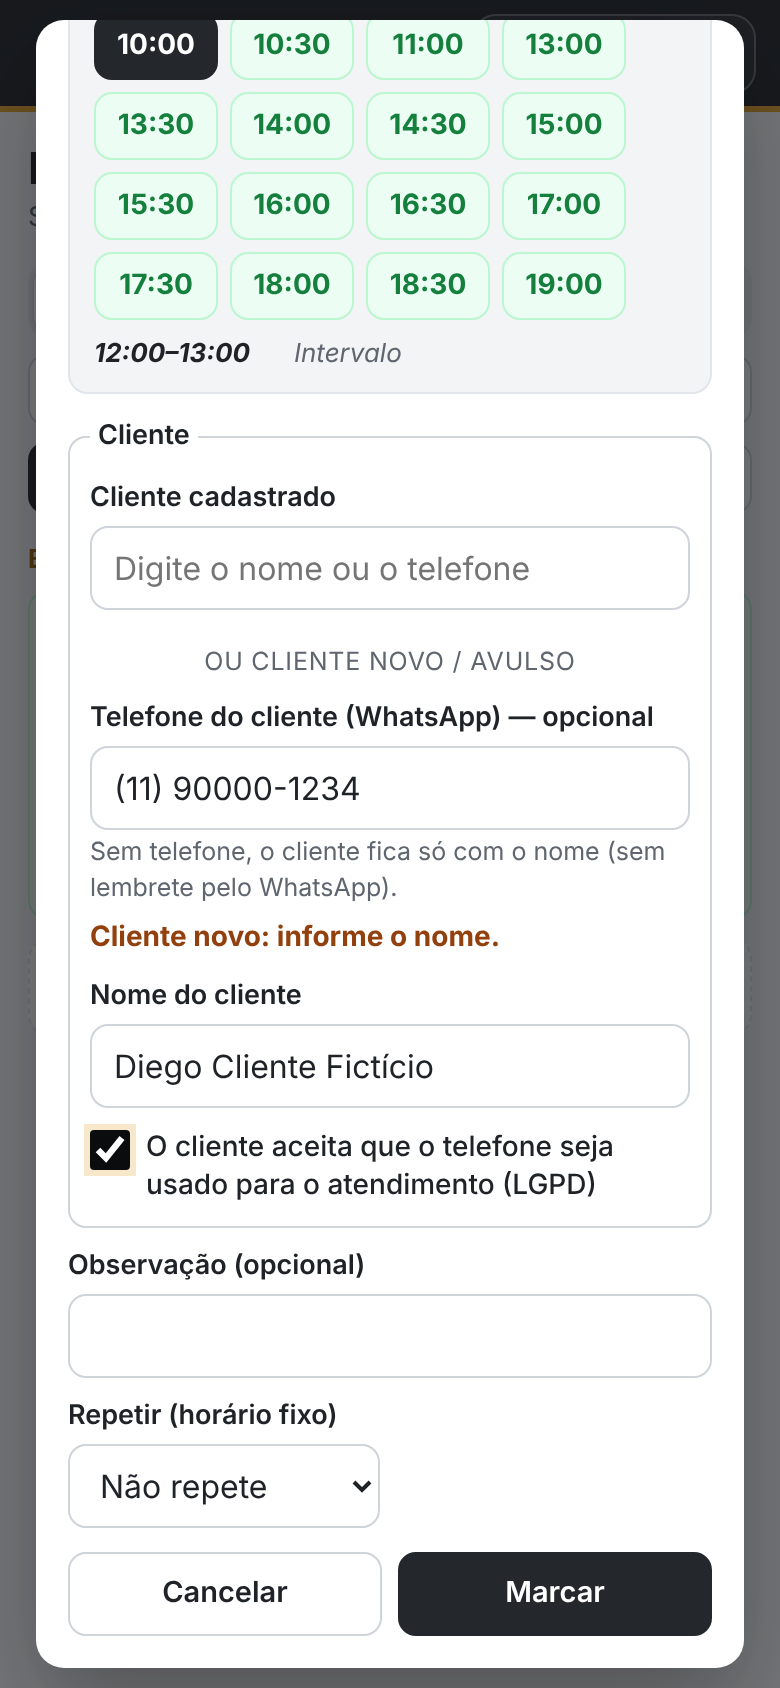 10:00 10:30 11:00 13:00
13:30 14:00 14:30 15:00
15:30 16:00 16:30 17:00
17:30 18:00 18:30 19:00
12:00–13:00 Intervalo
Cliente
Cliente cadastrado
Digite o nome ou o telefone
OU CLIENTE NOVO / AVULSO
Telefone do cliente (WhatsApp) — opcional
(11) 90000-1234
Sem telefone, o cliente fica só com o nome (sem
lembrete pelo WhatsApp).
Cliente novo: informe o nome.
Nome do cliente
Diego Cliente Fictício
O cliente aceita que o telefone seja
usado para o atendimento (LGPD)
Observação (opcional)
Repetir (horário fixo)
Não repete
Cancelar Marcar